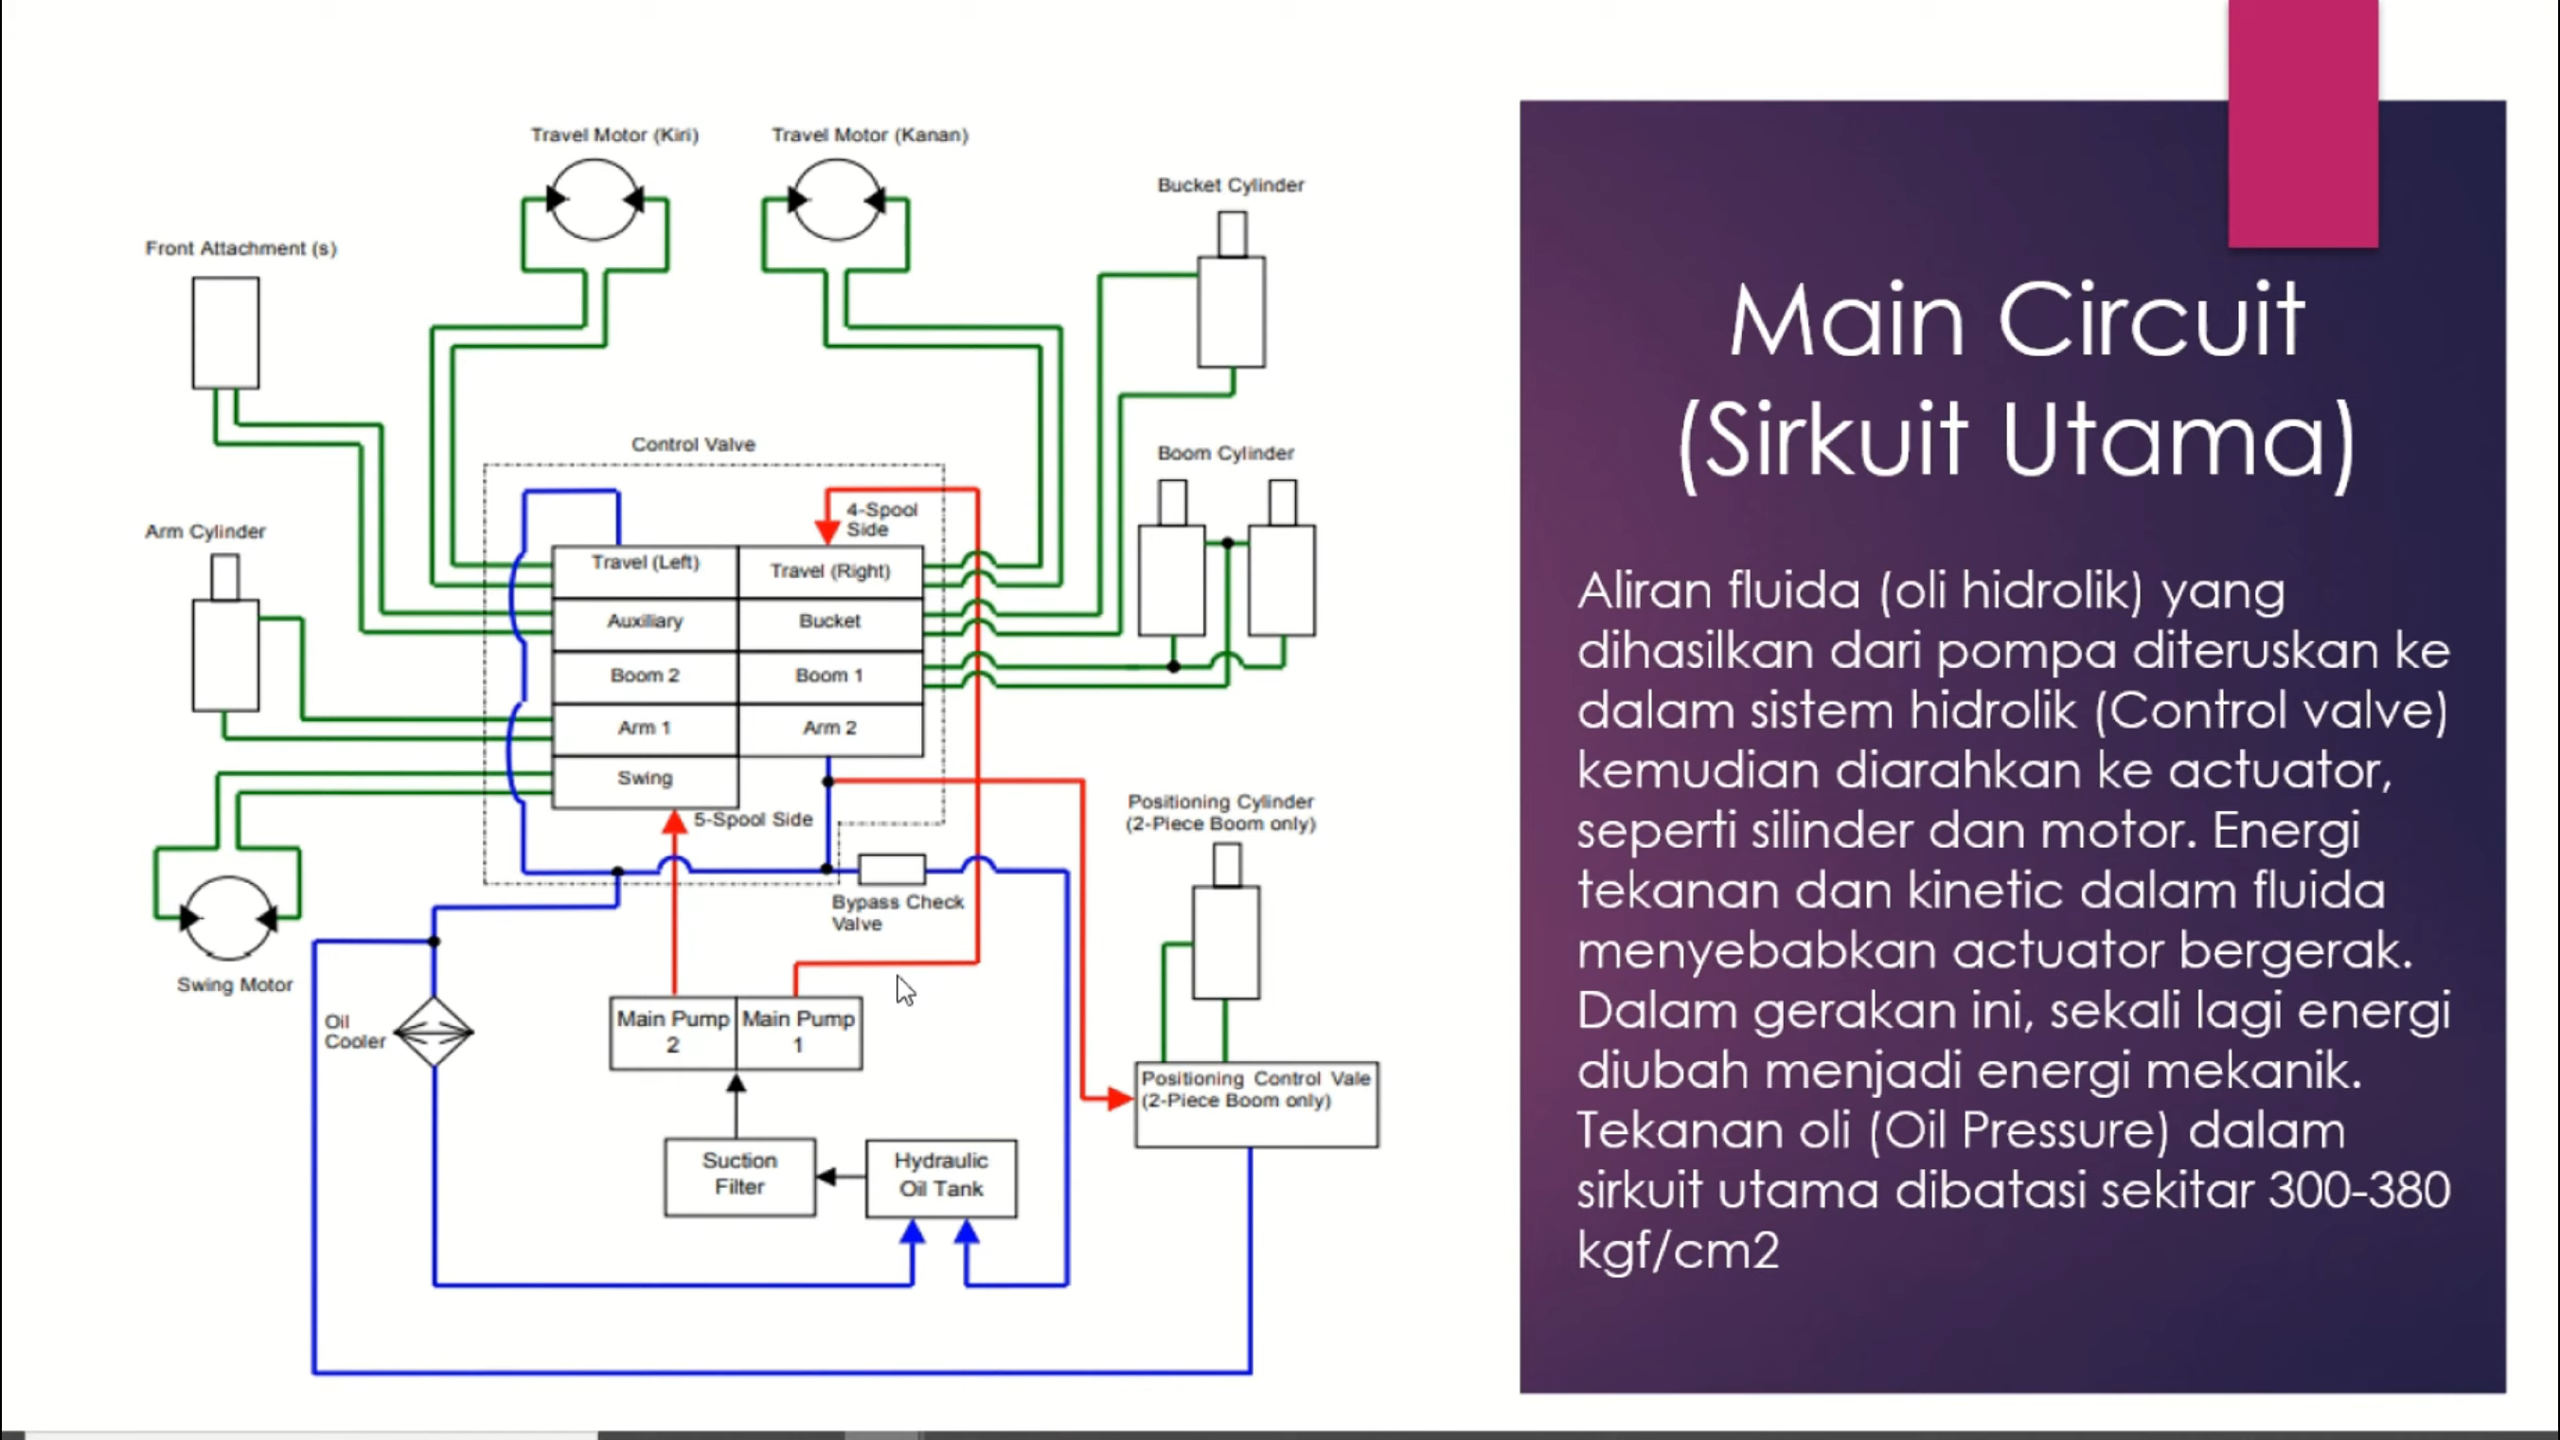 Travel Motor (Kiri)
Travel Motor (Kanan)
Bucket Cylinder
Front Attachment (s)
Control Valve
Boom Cylinder
Arm Cylinder
4-Spool
Side
Travel (Left)
Travel (Right)
Auxiliary
Bucket
Boom 2
Boom 1
Arm 1
Arm 2
Swing
5-Spool Side
Positioning Cylinder
(2-Piece Boom only)
Bypass Check
Valve
Swing Motor
Oil
Cooler
Main Pump
2
Main Pump
1
Positioning Control Vale
(2-Piece Boom only)
Suction
Filter
Hydraulic
Oil Tank
Main Circuit
(Sirkuit Utama)
Aliran fluida (oli hidrolik) yang
dihasilkan dari pompa diteruskan ke
dalam sistem hidrolik (Control valve)
kemudian diarahkan ke actuator,
seperti silinder dan motor. Energi
tekanan dan kinetic dalam fluida
menyebabkan actuator bergerak.
Dalam gerakan ini, sekali lagi energi
diubah menjadi energi mekanik.
Tekanan oli (Oil Pressure) dalam
sirkuit utama dibatasi sekitar 300-380
kgf/cm2